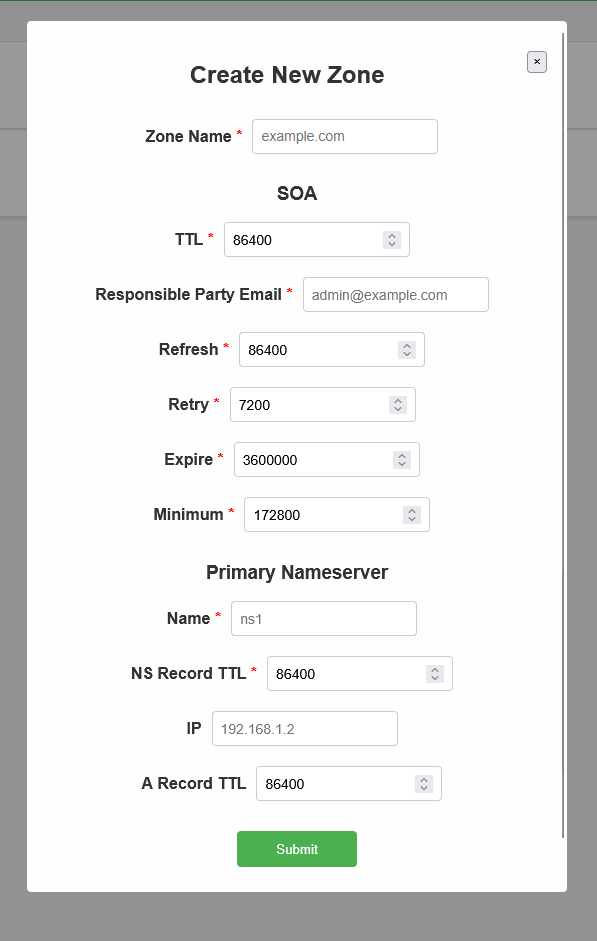 Create New Zone
×
Zone Name * example.com
SOA
TTL * 86400
Responsible Party Email * admin@example.com
Refresh * 86400
Retry * 7200
Expire * 3600000
Minimum * 172800
Primary Nameserver
Name * ns1
NS Record TTL * 86400
IP 192.168.1.2
A Record TTL 86400
Submit